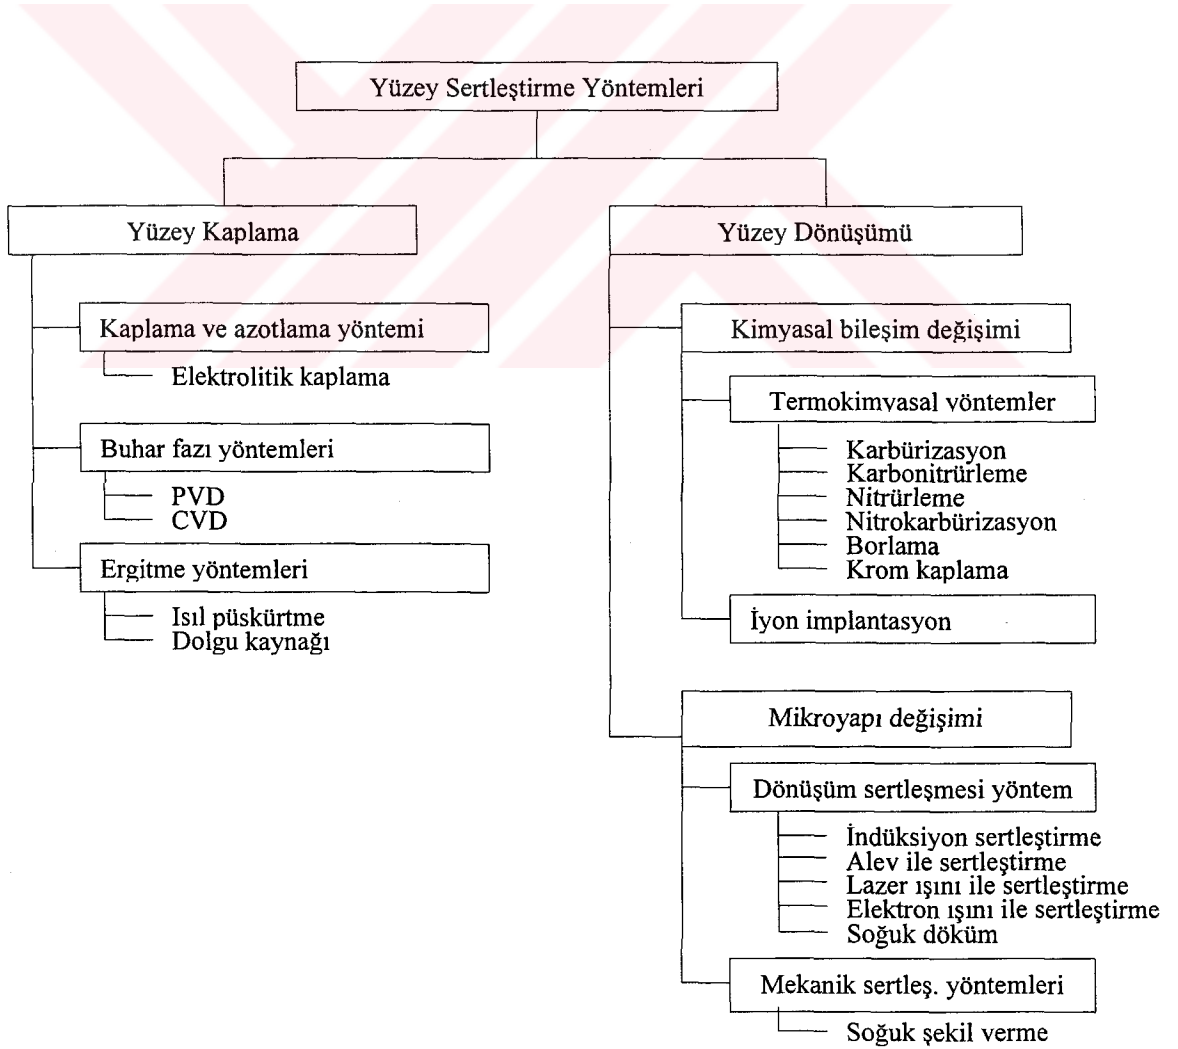 Yüzey Sertleştirme Yöntemleri
Yüzey Kaplama
Kaplama ve azotlama yöntemi
Elektrolitik kaplama
Buhar fazı yöntemleri
PVD
CVD
Ergitme yöntemleri
Isıl püskürtme
Dolgu kaynağı
Yüzey Dönüşümü
Kimyasal bileşim değişimi
Termokimvasal vöntemler
Karbürizasyon
Karbonitrürleme
Nitrürleme
Nitrokarbürizasyon
Borlama
Krom kaplama
İyon implantasyon
Mikroyapı değişimi
Dönüşüm sertleşmesi yöntem
İndüksiyon sertleştirme
Alev ile sertleştirme
Lazer ışını ile sertleştirme
Elektron ışını ile sertleştirme
Soğuk döküm
Mekanik sertleş. yöntemleri
Soğuk şekil verme